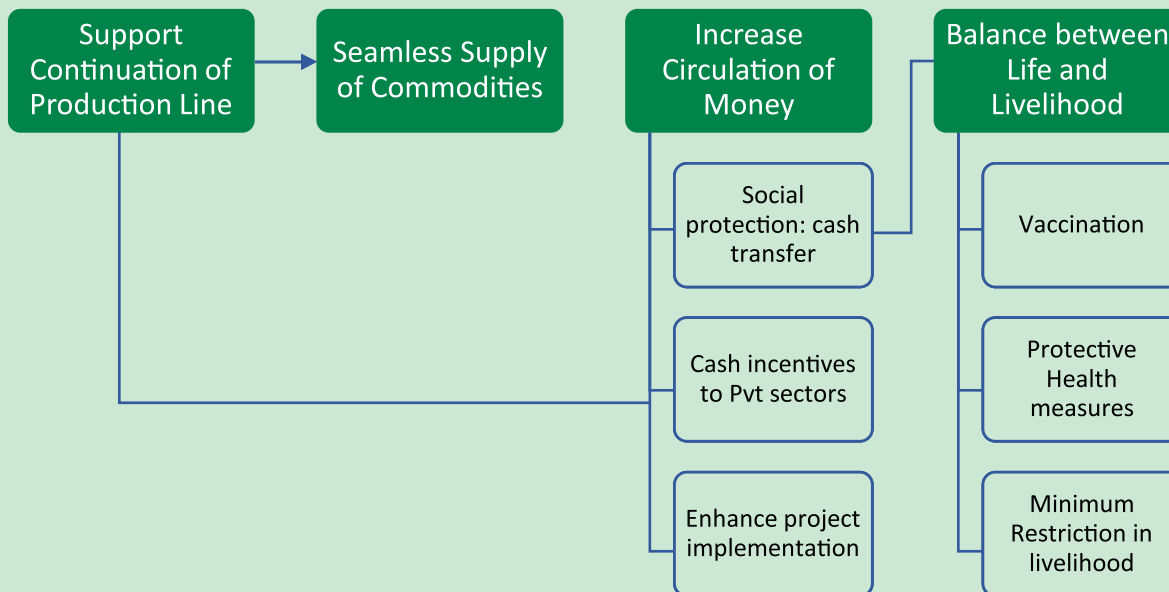 Support
Continuation of
Production Line
Seamless Supply
of Commodities
Increase
Circulation of
Money
Social
protection: cash
transfer
Cash incentives
to Pvt sectors
Enhance project
implementation
Balance between
Life and
Livelihood
Vaccination
Protective
Health
measures
Minimum
Restriction in
livelihood